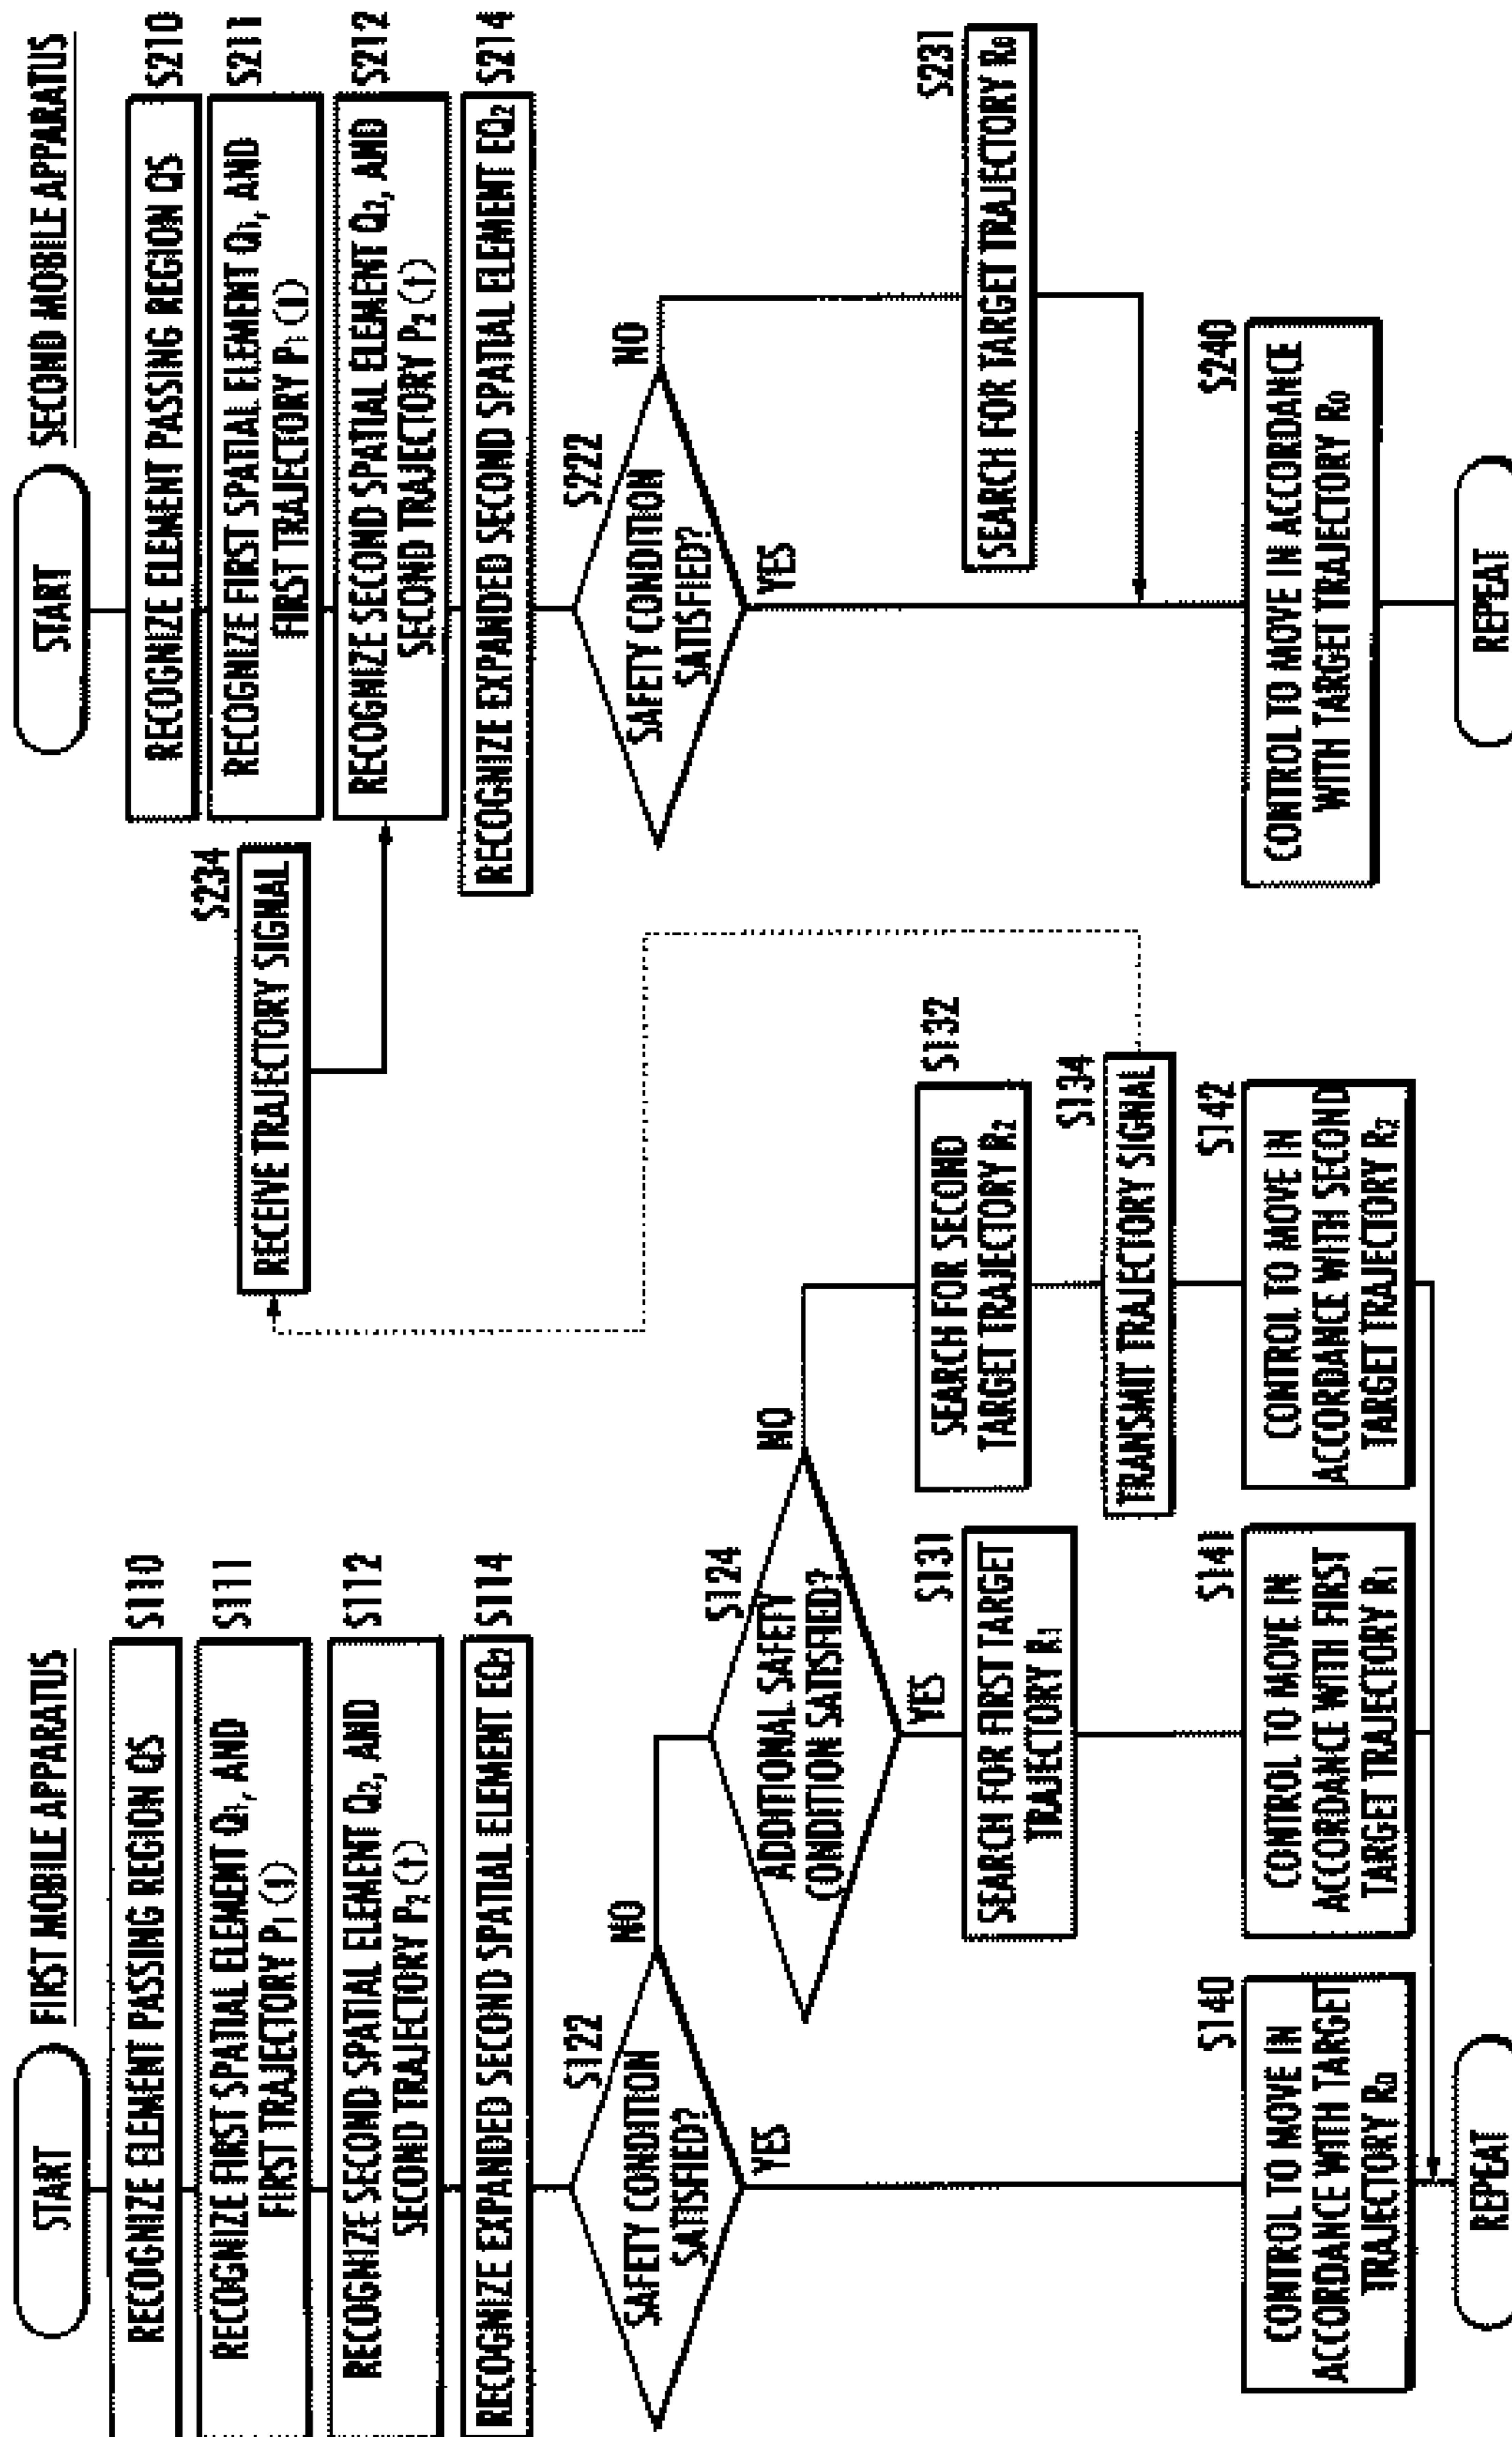 START
FIRST MOBILE APPARATUS
RECOGNIZE ELEMENT PASSING REGION QS
S110
RECOGNIZE FIRST SPATIAL ELEMENT Q₁, AND
FIRST TRAJECTORY P₁(t)
S111
RECOGNIZE SECOND SPATIAL ELEMENT Q₂, AND
SECOND TRAJECTORY P₂(t)
S112
RECOGNIZE EXPANDED SECOND SPATIAL ELEMENT EQ₂
S114
S122
SAFETY CONDITION
SATISFIED?
NO
YES
S124
ADDITIONAL SAFETY
CONDITION SATISFIED?
NO
YES
S131
SEARCH FOR FIRST TARGET
TRAJECTORY R₁
S132
SEARCH FOR SECOND
TARGET TRAJECTORY R₂
S134
TRANSMIT TRAJECTORY SIGNAL
S140
CONTROL TO MOVE IN
ACCORDANCE WITH TARGET
TRAJECTORY R₀
S141
CONTROL TO MOVE IN
ACCORDANCE WITH FIRST
TARGET TRAJECTORY R₁
S142
CONTROL TO MOVE IN
ACCORDANCE WITH SECOND
TARGET TRAJECTORY R₂
REPEAT
START
SECOND MOBILE APPARATUS
RECOGNIZE ELEMENT PASSING REGION QS
S210
RECOGNIZE FIRST SPATIAL ELEMENT Q₁, AND
FIRST TRAJECTORY P₁(t)
S211
S234
RECEIVE TRAJECTORY SIGNAL
RECOGNIZE SECOND SPATIAL ELEMENT Q₂, AND
SECOND TRAJECTORY P₂(t)
S212
RECOGNIZE EXPANDED SECOND SPATIAL ELEMENT EQ₂
S214
S222
SAFETY CONDITION
SATISFIED?
NO
YES
S231
SEARCH FOR TARGET TRAJECTORY R₀
S240
CONTROL TO MOVE IN ACCORDANCE
WITH TARGET TRAJECTORY R₀
REPEAT